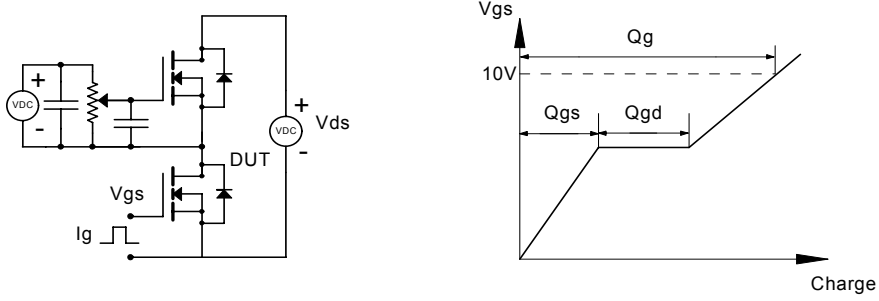 +
VDC
-
+
VDC
-
Vds
DUT
Vgs
Ig
Vgs
Qg
10V
Qgs
Qgd
Charge